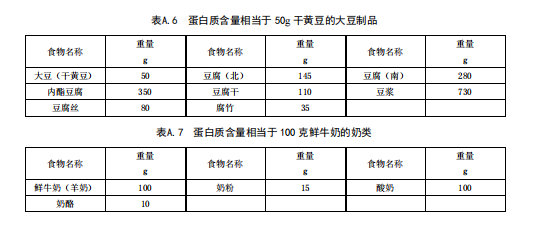 表A.6 蛋白质含量相当于 50g 干黄豆的大豆制品
食物名称 重量 g 食物名称 重量 g 食物名称 重量 g
大豆（干黄豆） 50 豆腐（北） 145 豆腐（南） 280
内酯豆腐 350 豆腐干 110 豆浆 730
豆腐丝 80 腐竹 35
表A.7 蛋白质含量相当于 100 克鲜牛奶的奶类
食物名称 重量 g 食物名称 重量 g 食物名称 重量 g
鲜牛奶（羊奶） 100 奶粉 15 酸奶 100
奶酪 10